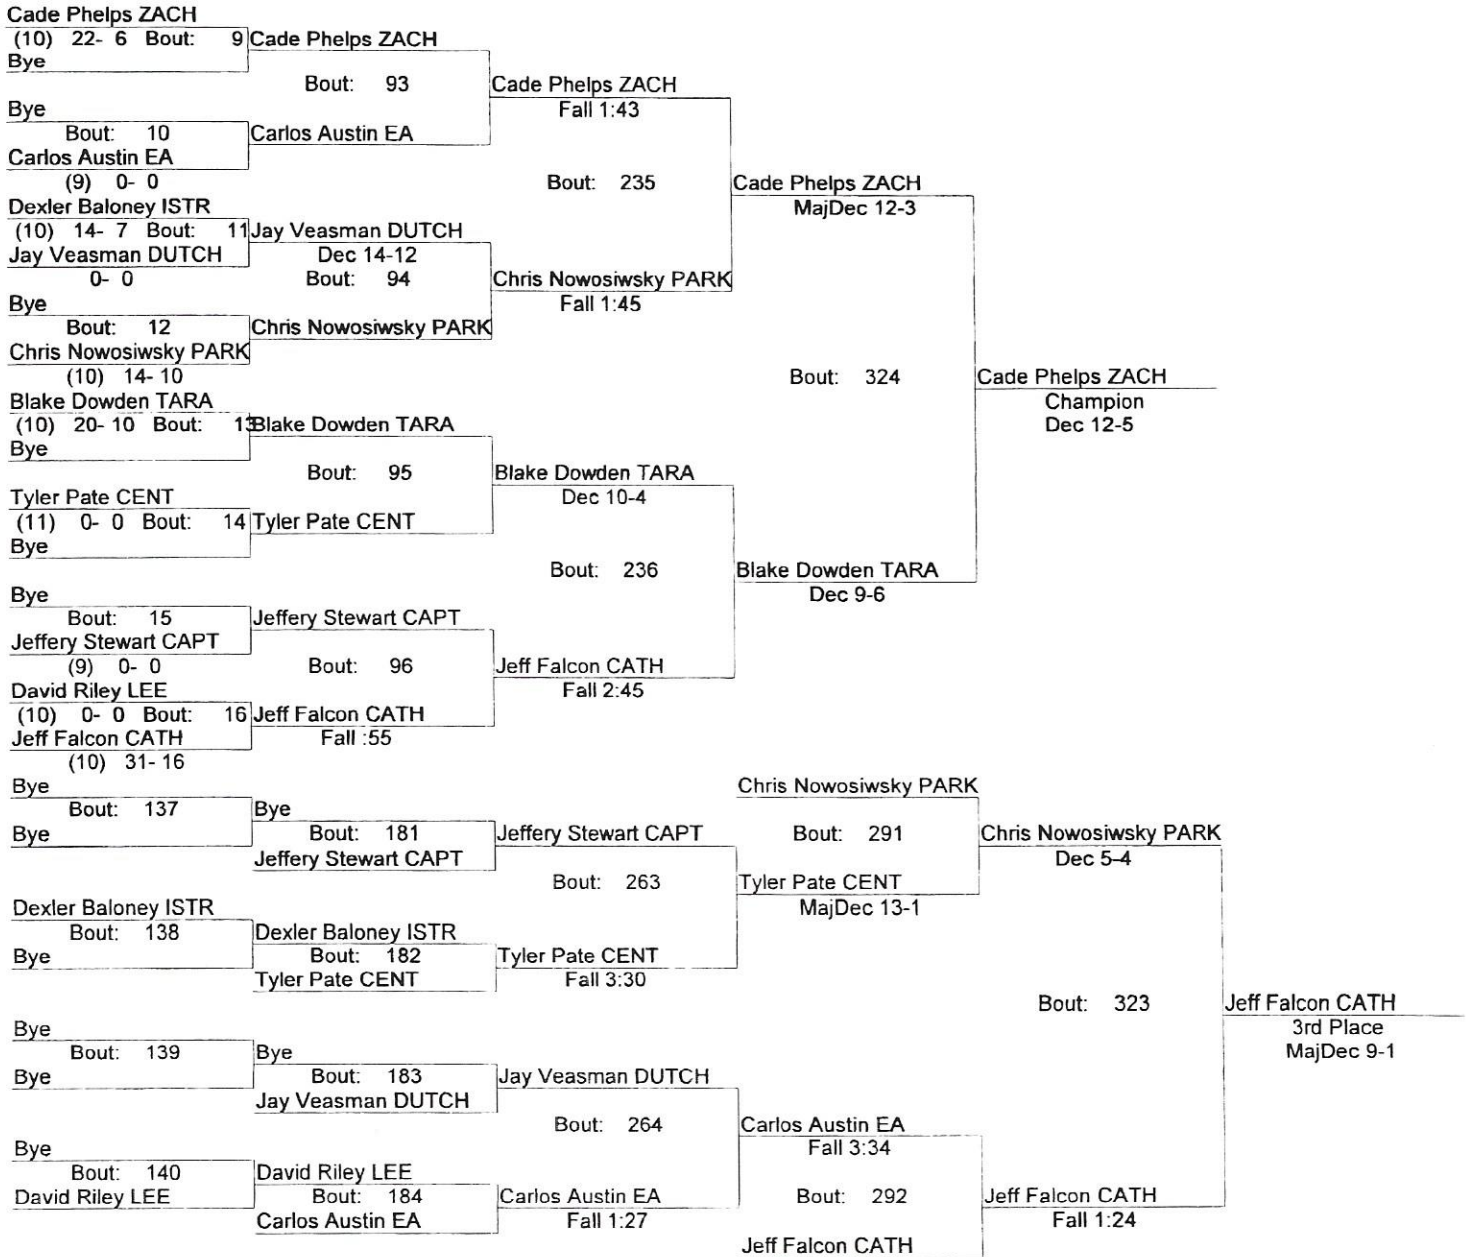 Cade Phelps ZACH
(10) 22- 6 Bout: 9 Cade Phelps ZACH
Bye
Bout: 93 Cade Phelps ZACH
Bye Fall 1:43
Bout: 10 Carlos Austin EA
Carlos Austin EA
(9) 0- 0 Bout: 235 Cade Phelps ZACH
Dexler Baloney ISTR MajDec 12-3
(10) 14- 7 Bout: 11 Jay Veasman DUTCH
Jay Veasman DUTCH Dec 14-12
0- 0 Bout: 94 Chris Nowosiwsky PARK
Bye Fall 1:45
Bout: 12 Chris Nowosiwsky PARK
Chris Nowosiwsky PARK
(10) 14- 10 Bout: 324 Cade Phelps ZACH
Blake Dowden TARA Champion
(10) 20- 10 Bout: 13 Blake Dowden TARA Dec 12-5
Bye
Bout: 95 Blake Dowden TARA
Tyler Pate CENT Dec 10-4
(11) 0- 0 Bout: 14 Tyler Pate CENT
Bye
Bout: 236 Blake Dowden TARA
Bye Dec 9-6
Bout: 15 Jeffery Stewart CAPT
Jeffery Stewart CAPT
(9) 0- 0 Bout: 96 Jeff Falcon CATH
David Riley LEE Fall 2:45
(10) 0- 0 Bout: 16 Jeff Falcon CATH
Jeff Falcon CATH Fall :55
(10) 31- 16
Bye Chris Nowosiwsky PARK
Bout: 137 Bye
Bye Bout: 181 Jeffery Stewart CAPT Bout: 291 Chris Nowosiwsky PARK
Jeffery Stewart CAPT Dec 5-4
Bout: 263 Tyler Pate CENT
Dexler Baloney ISTR MajDec 13-1
Bout: 138 Dexler Baloney ISTR
Bye Bout: 182 Tyler Pate CENT
Tyler Pate CENT Fall 3:30
Bout: 323 Jeff Falcon CATH
Bye 3rd Place
Bout: 139 Bye MajDec 9-1
Bye Bout: 183 Jay Veasman DUTCH
Jay Veasman DUTCH
Bout: 264 Carlos Austin EA
Bye Fall 3:34
Bout: 140 David Riley LEE
David Riley LEE Bout: 184 Carlos Austin EA Bout: 292 Jeff Falcon CATH
Carlos Austin EA Fall 1:27 Fall 1:24
Jeff Falcon CATH